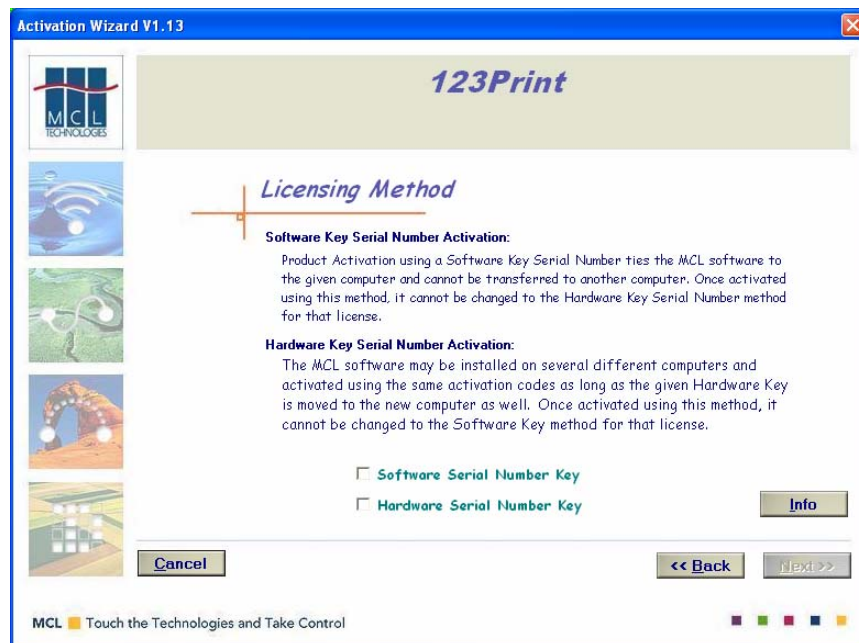 Activation Wizard V1.13
MCL
TECHNOLOGIES
123Print
Licensing Method
Software Key Serial Number Activation:
Product Activation using a Software Key Serial Number ties the MCL software to
the given computer and cannot be transferred to another computer. Once activated
using this method, it cannot be changed to the Hardware Key Serial Number method
for that license.
Hardware Key Serial Number Activation:
The MCL software may be installed on several different computers and
activated using the same activation codes as long as the given Hardware Key
is moved to the new computer as well. Once activated using this method, it
cannot be changed to the Software Key method for that license.
Software Serial Number Key
Hardware Serial Number Key
Info
Cancel
<< Back
Next >>
MCL Touch the Technologies and Take Control